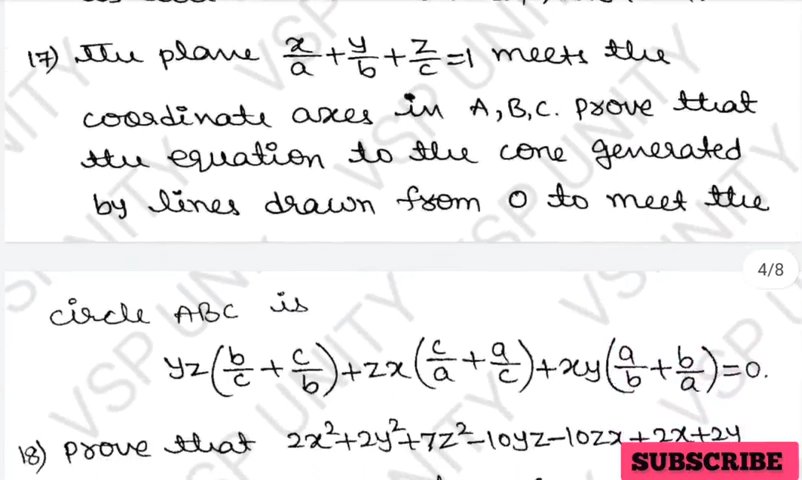 17) The plane x/a + y/b + z/c = 1 meets the
coordinate axes in A, B, C. Prove that
the equation to the cone generated
by lines drawn from O to meet the
4/8
circle ABC is
yz(b/c + c/b) + zx(c/a + a/c) + xy(a/b + b/a) = 0.
18) Prove that 2x²+2y²+7z²-10yz-10zx+2x+2y
SUBSCRIBE
VSP UNITY